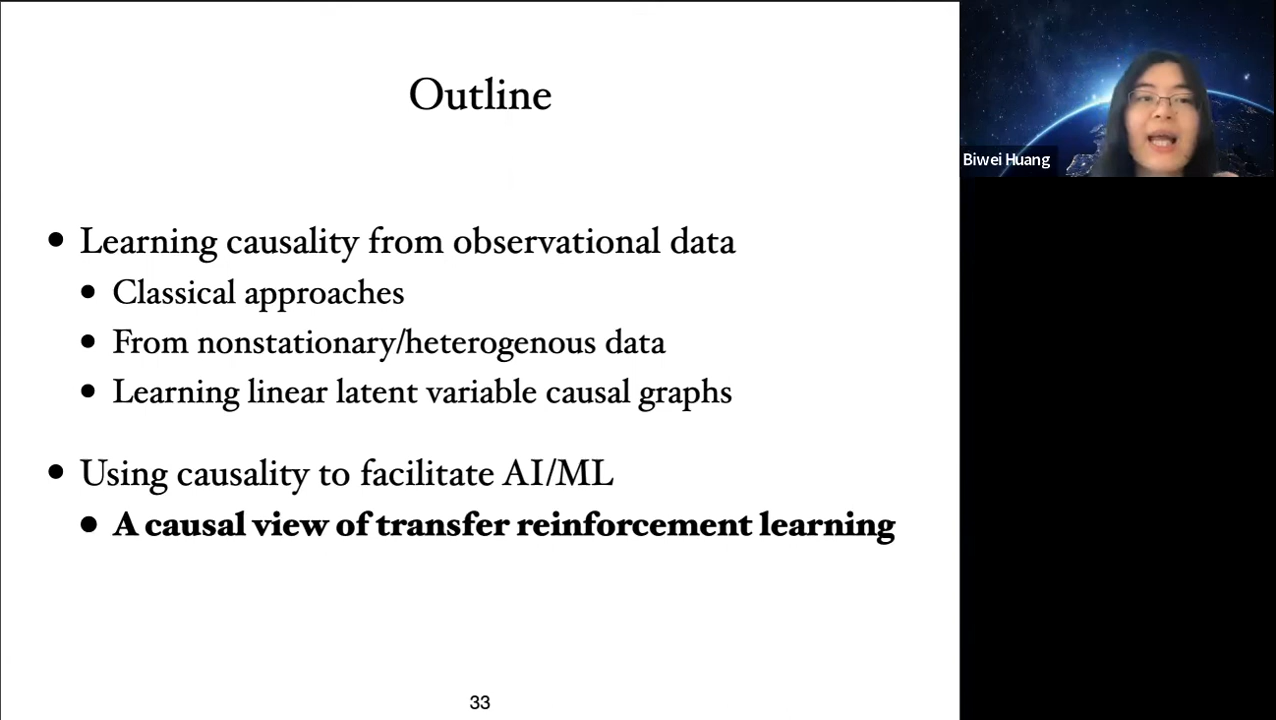 Outline
Biwei Huang
• Learning causality from observational data
• Classical approaches
• From nonstationary/heterogenous data
• Learning linear latent variable causal graphs
• Using causality to facilitate AI/ML
• A causal view of transfer reinforcement learning
33